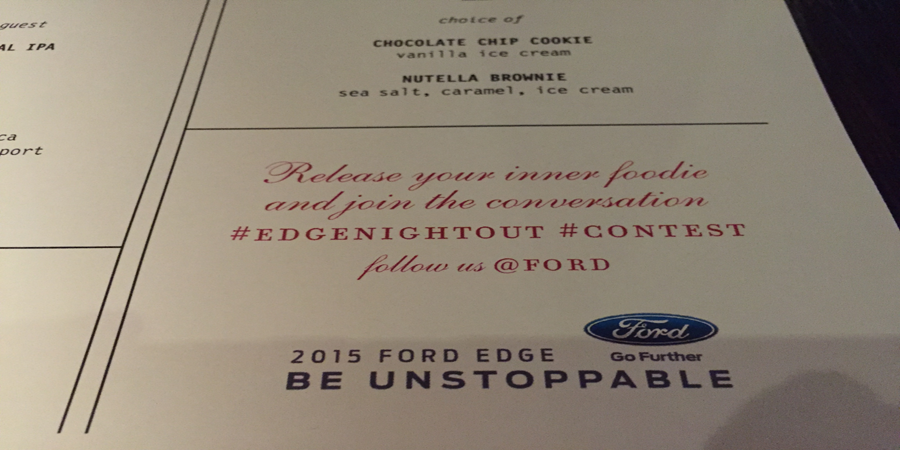 guest
AL IPA
ca
port
choice of
CHOCOLATE CHIP COOKIE
vanilla ice cream
NUTELLA BROWNIE
sea salt, caramel, ice cream
Release your inner foodie
and join the conversation
#EDGENIGHTOUT #CONTEST
follow us @FORD
Ford
Go Further
2015 FORD EDGE
BE UNSTOPPABLE